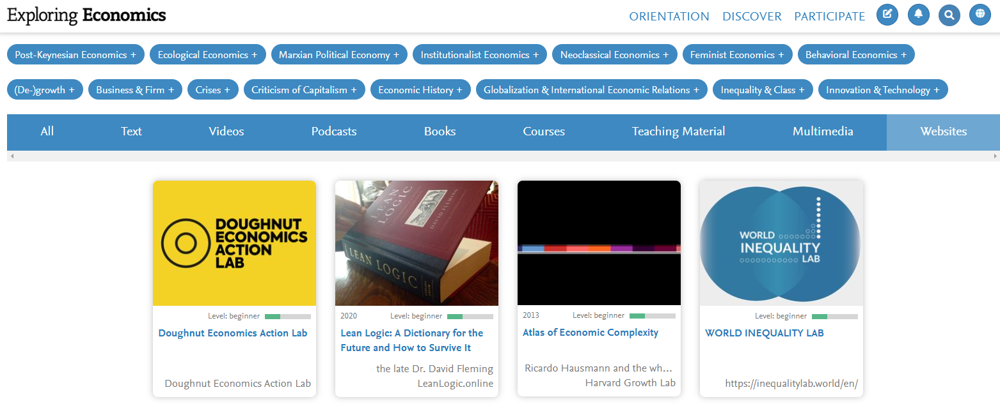 Exploring Economics
ORIENTATION DISCOVER PARTICIPATE
Post-Keynesian Economics + Ecological Economics + Marxian Political Economy + Institutionalist Economics + Neoclassical Economics + Feminist Economics + Behavioral Economics +
(De-)growth + Business & Firm + Crises + Criticism of Capitalism + Economic History + Globalization & International Economic Relations + Inequality & Class + Innovation & Technology +
All Text Videos Podcasts Books Courses Teaching Material Multimedia Websites
DOUGHNUT
ECONOMICS
ACTION
LAB
Level: beginner
Doughnut Economics Action Lab
Doughnut Economics Action Lab
LEAN
LOGIC
DAVID FLEMING
LEAN LOGIC
2020 Level: beginner
Lean Logic: A Dictionary for the
Future and How to Survive It
the late Dr. David Fleming
LeanLogic.online
2013 Level: beginner
Atlas of Economic Complexity
Ricardo Hausmann and the wh...
Harvard Growth Lab
WORLD
INEQUALITY
LAB
Level: beginner
WORLD INEQUALITY LAB
https://inequalitylab.world/en/